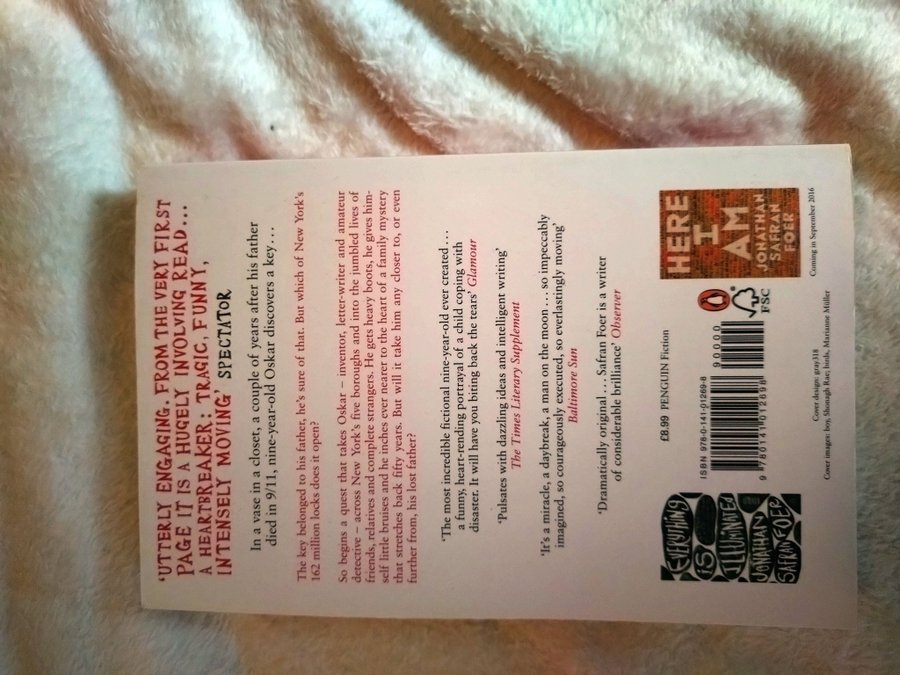 'UTTERLY ENGAGING. FROM THE VERY FIRST
PAGE IT IS A HUGELY INVOLVING READ...
A HEARTBREAKER: TRAGIC, FUNNY,
INTENSELY MOVING' SPECTATOR
In a vase in a closet, a couple of years after his father
died in 9/11, nine-year-old Oskar discovers a key...
The key belonged to his father, he's sure of that. But which of New York's
162 million locks does it open?
So begins a quest that takes Oskar – inventor, letter-writer and amateur
detective – across New York's five boroughs and into the jumbled lives of
friends, relatives and complete strangers. He gets heavy boots, he gives him-
self little bruises and he inches ever nearer to the heart of a family mystery
that stretches back fifty years. But will it take him any closer to, or even
further from, his lost father?
'The most incredible fictional nine-year-old ever created...
a funny, heart-rending portrayal of a child coping with
disaster. It will have you biting back the tears' Glamour
'Pulsates with dazzling ideas and intelligent writing'
The Times Literary Supplement
'It's a miracle, a daybreak, a man on the moon... so impeccably
imagined, so courageously executed, so everlastingly moving'
Baltimore Sun
'Dramatically original... Safran Foer is a writer
of considerable brilliance' Observer
EVERYTHING
IS
ILLUMINATED
JONATHAN
SAFRAN FOER
£8.99 PENGUIN Fiction
ISBN 978-0-141-01269-8
90000
9 780141 012698
FSC
HERE
I
AM
JONATHAN
SAFRAN
FOER
Coming in September 2016
Cover design: gray318
Cover images: boy, Shonagh Rae; birds, Marianne Müller